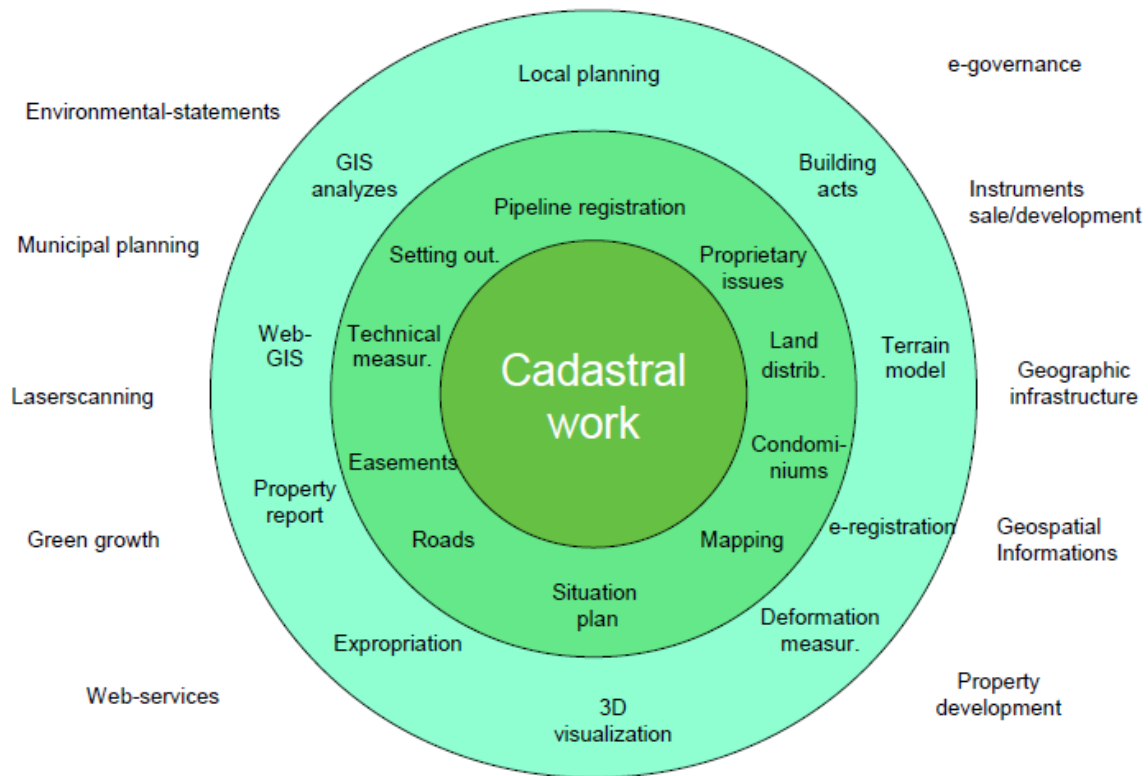 Local planning
e-governance
Environmental-statements
GIS
analyzes
Building
acts
Instruments
sale/development
Pipeline registration
Municipal planning
Setting out.
Proprietary
issues
Web-
GIS
Technical
measur.
Land
distrib.
Terrain
model
Cadastral
work
Laserscanning
Geographic
infrastructure
Condomi-
niums
Easements
Property
report
Green growth
Roads
Mapping
e-registration
Geospatial
Informations
Situation
plan
Deformation
measur.
Expropriation
Web-services
Property
development
3D
visualization